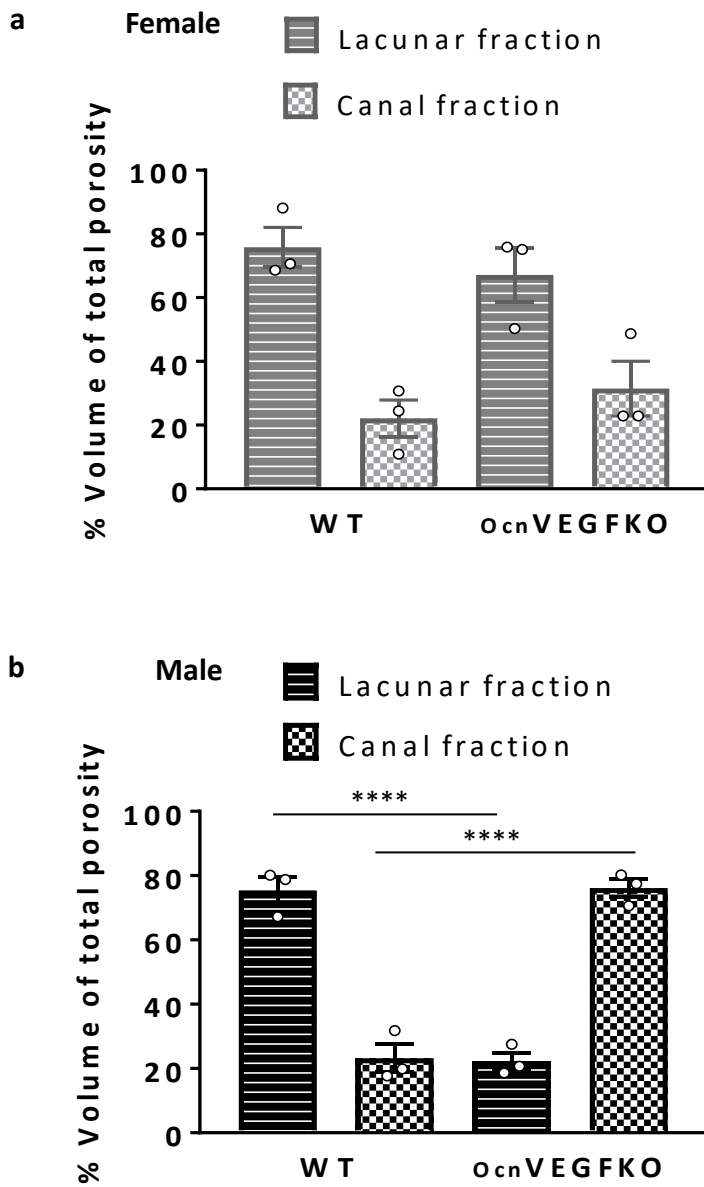 a
Female
Lacunar fraction
Canal fraction
% Volume of total porosity
100
80
60
40
20
0
WT
OcnVEGFKO
b
Male
Lacunar fraction
Canal fraction
% Volume of total porosity
****
****
100
80
60
40
20
0
WT
OcnVEGFKO